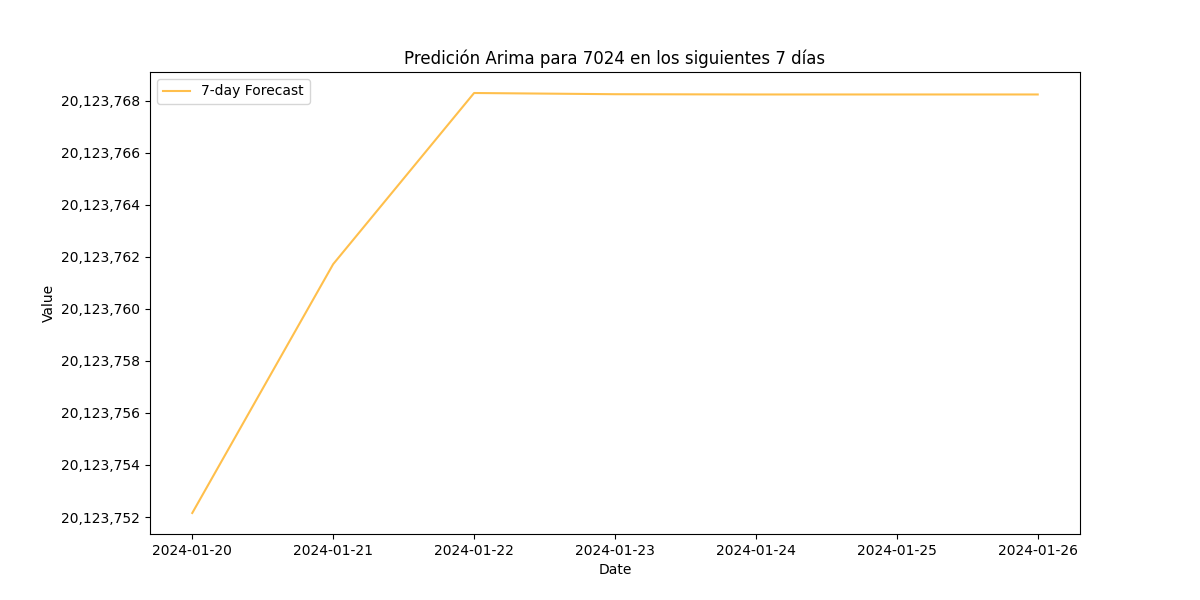 Predición Arima para 7024 en los siguientes 7 días
7-day Forecast
20,123,768
20,123,766
20,123,764
20,123,762
20,123,760
20,123,758
20,123,756
20,123,754
20,123,752
Value
2024-01-20 2024-01-21 2024-01-22 2024-01-23 2024-01-24 2024-01-25 2024-01-26
Date